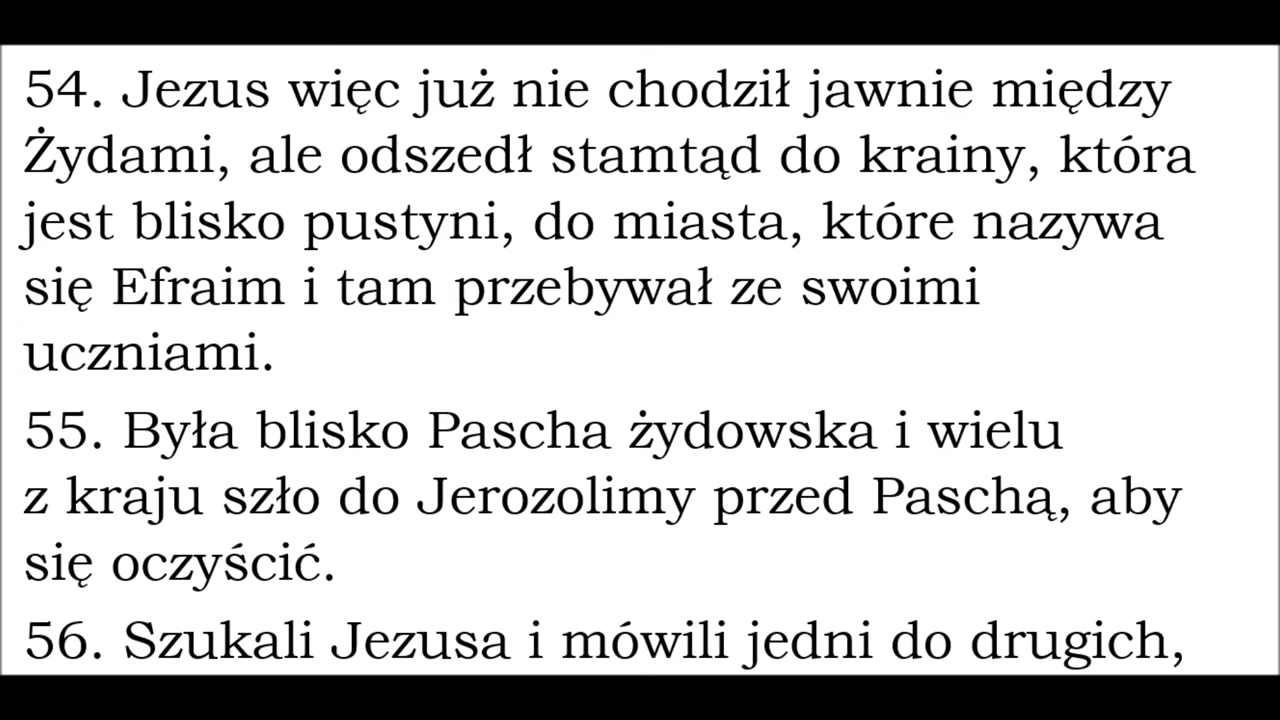 54. Jezus więc już nie chodził jawnie między
Żydami, ale odszedł stamtąd do krainy, która
jest blisko pustyni, do miasta, które nazywa
się Efraim i tam przebywał ze swoimi
uczniami.
55. Była blisko Pascha żydowska i wielu
z kraju szło do Jerozolimy przed Paschą, aby
się oczyścić.
56. Szukali Jezusa i mówili jedni do drugich,